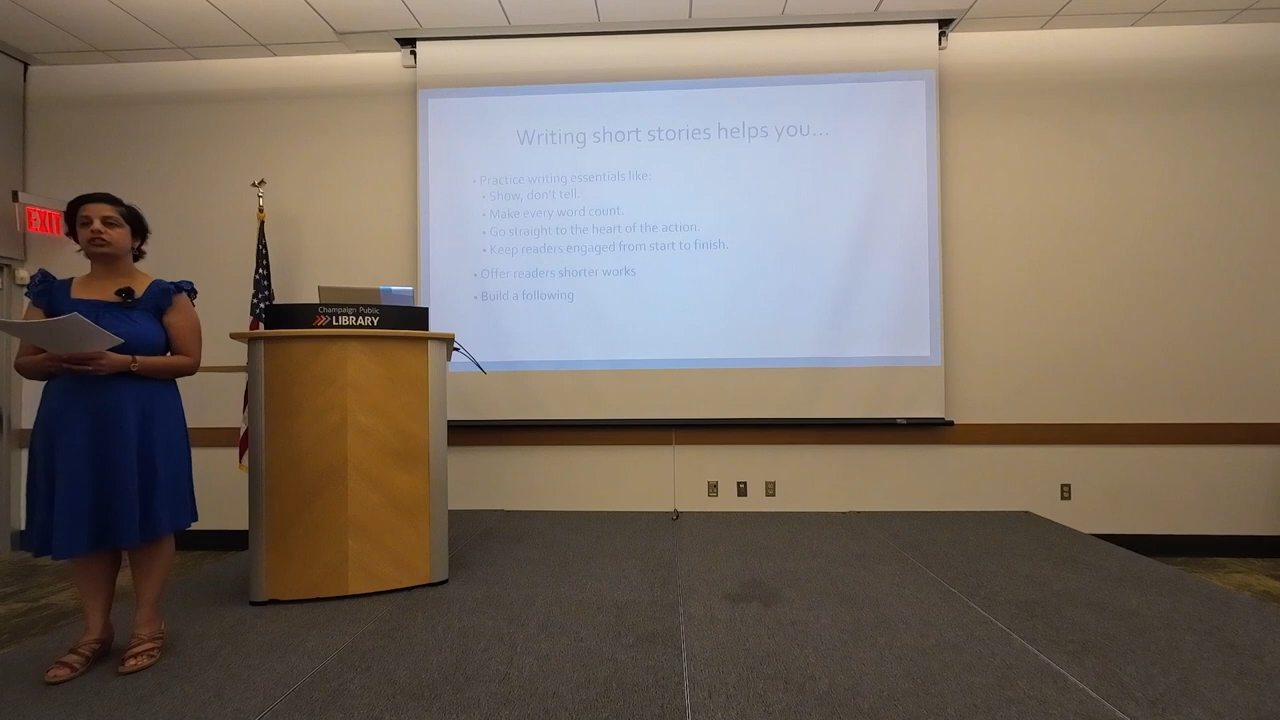 Writing short stories helps you...
• Practice writing essentials like:
• Show, don't tell.
• Make every word count.
• Go straight to the heart of the action
• Keep readers engaged from start to finish.
• Offer readers shorter works
• Build a following
EXIT
Champaign Public
LIBRARY